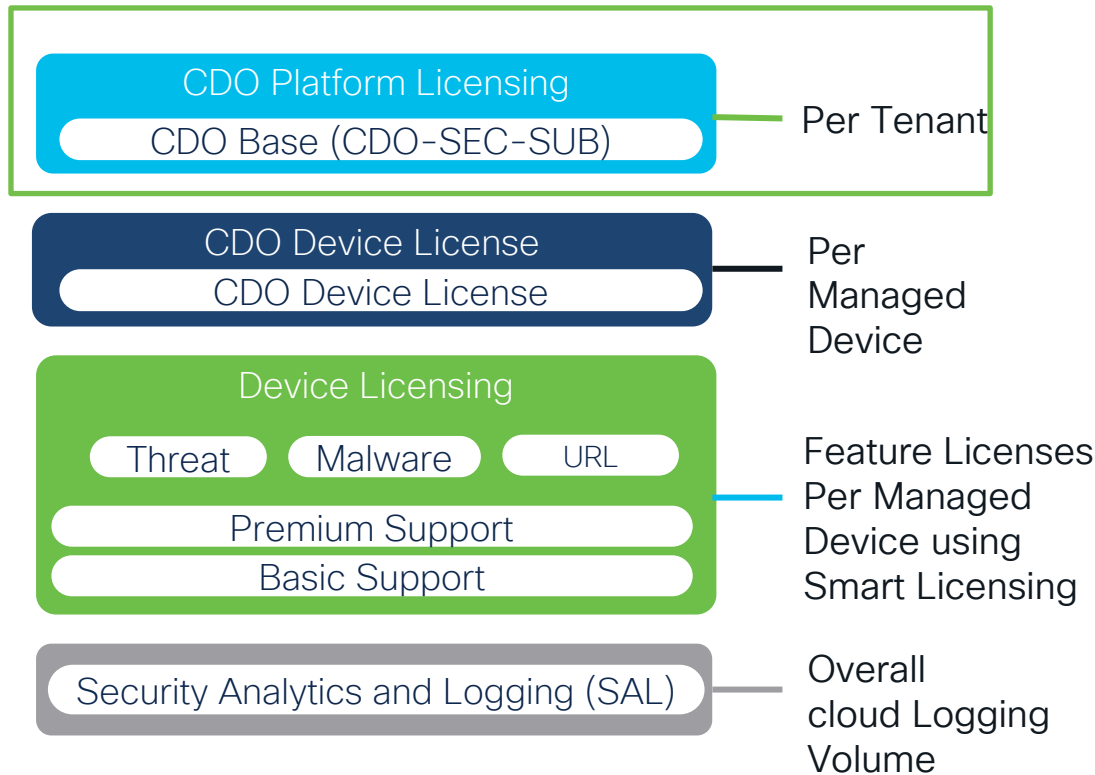 CDO Platform Licensing
CDO Base (CDO-SEC-SUB)
Per Tenant
CDO Device License
CDO Device License
Per
Managed
Device
Device Licensing
Threat
Malware
URL
Premium Support
Basic Support
Feature Licenses
Per Managed
Device using
Smart Licensing
Security Analytics and Logging (SAL)
Overall
cloud Logging
Volume